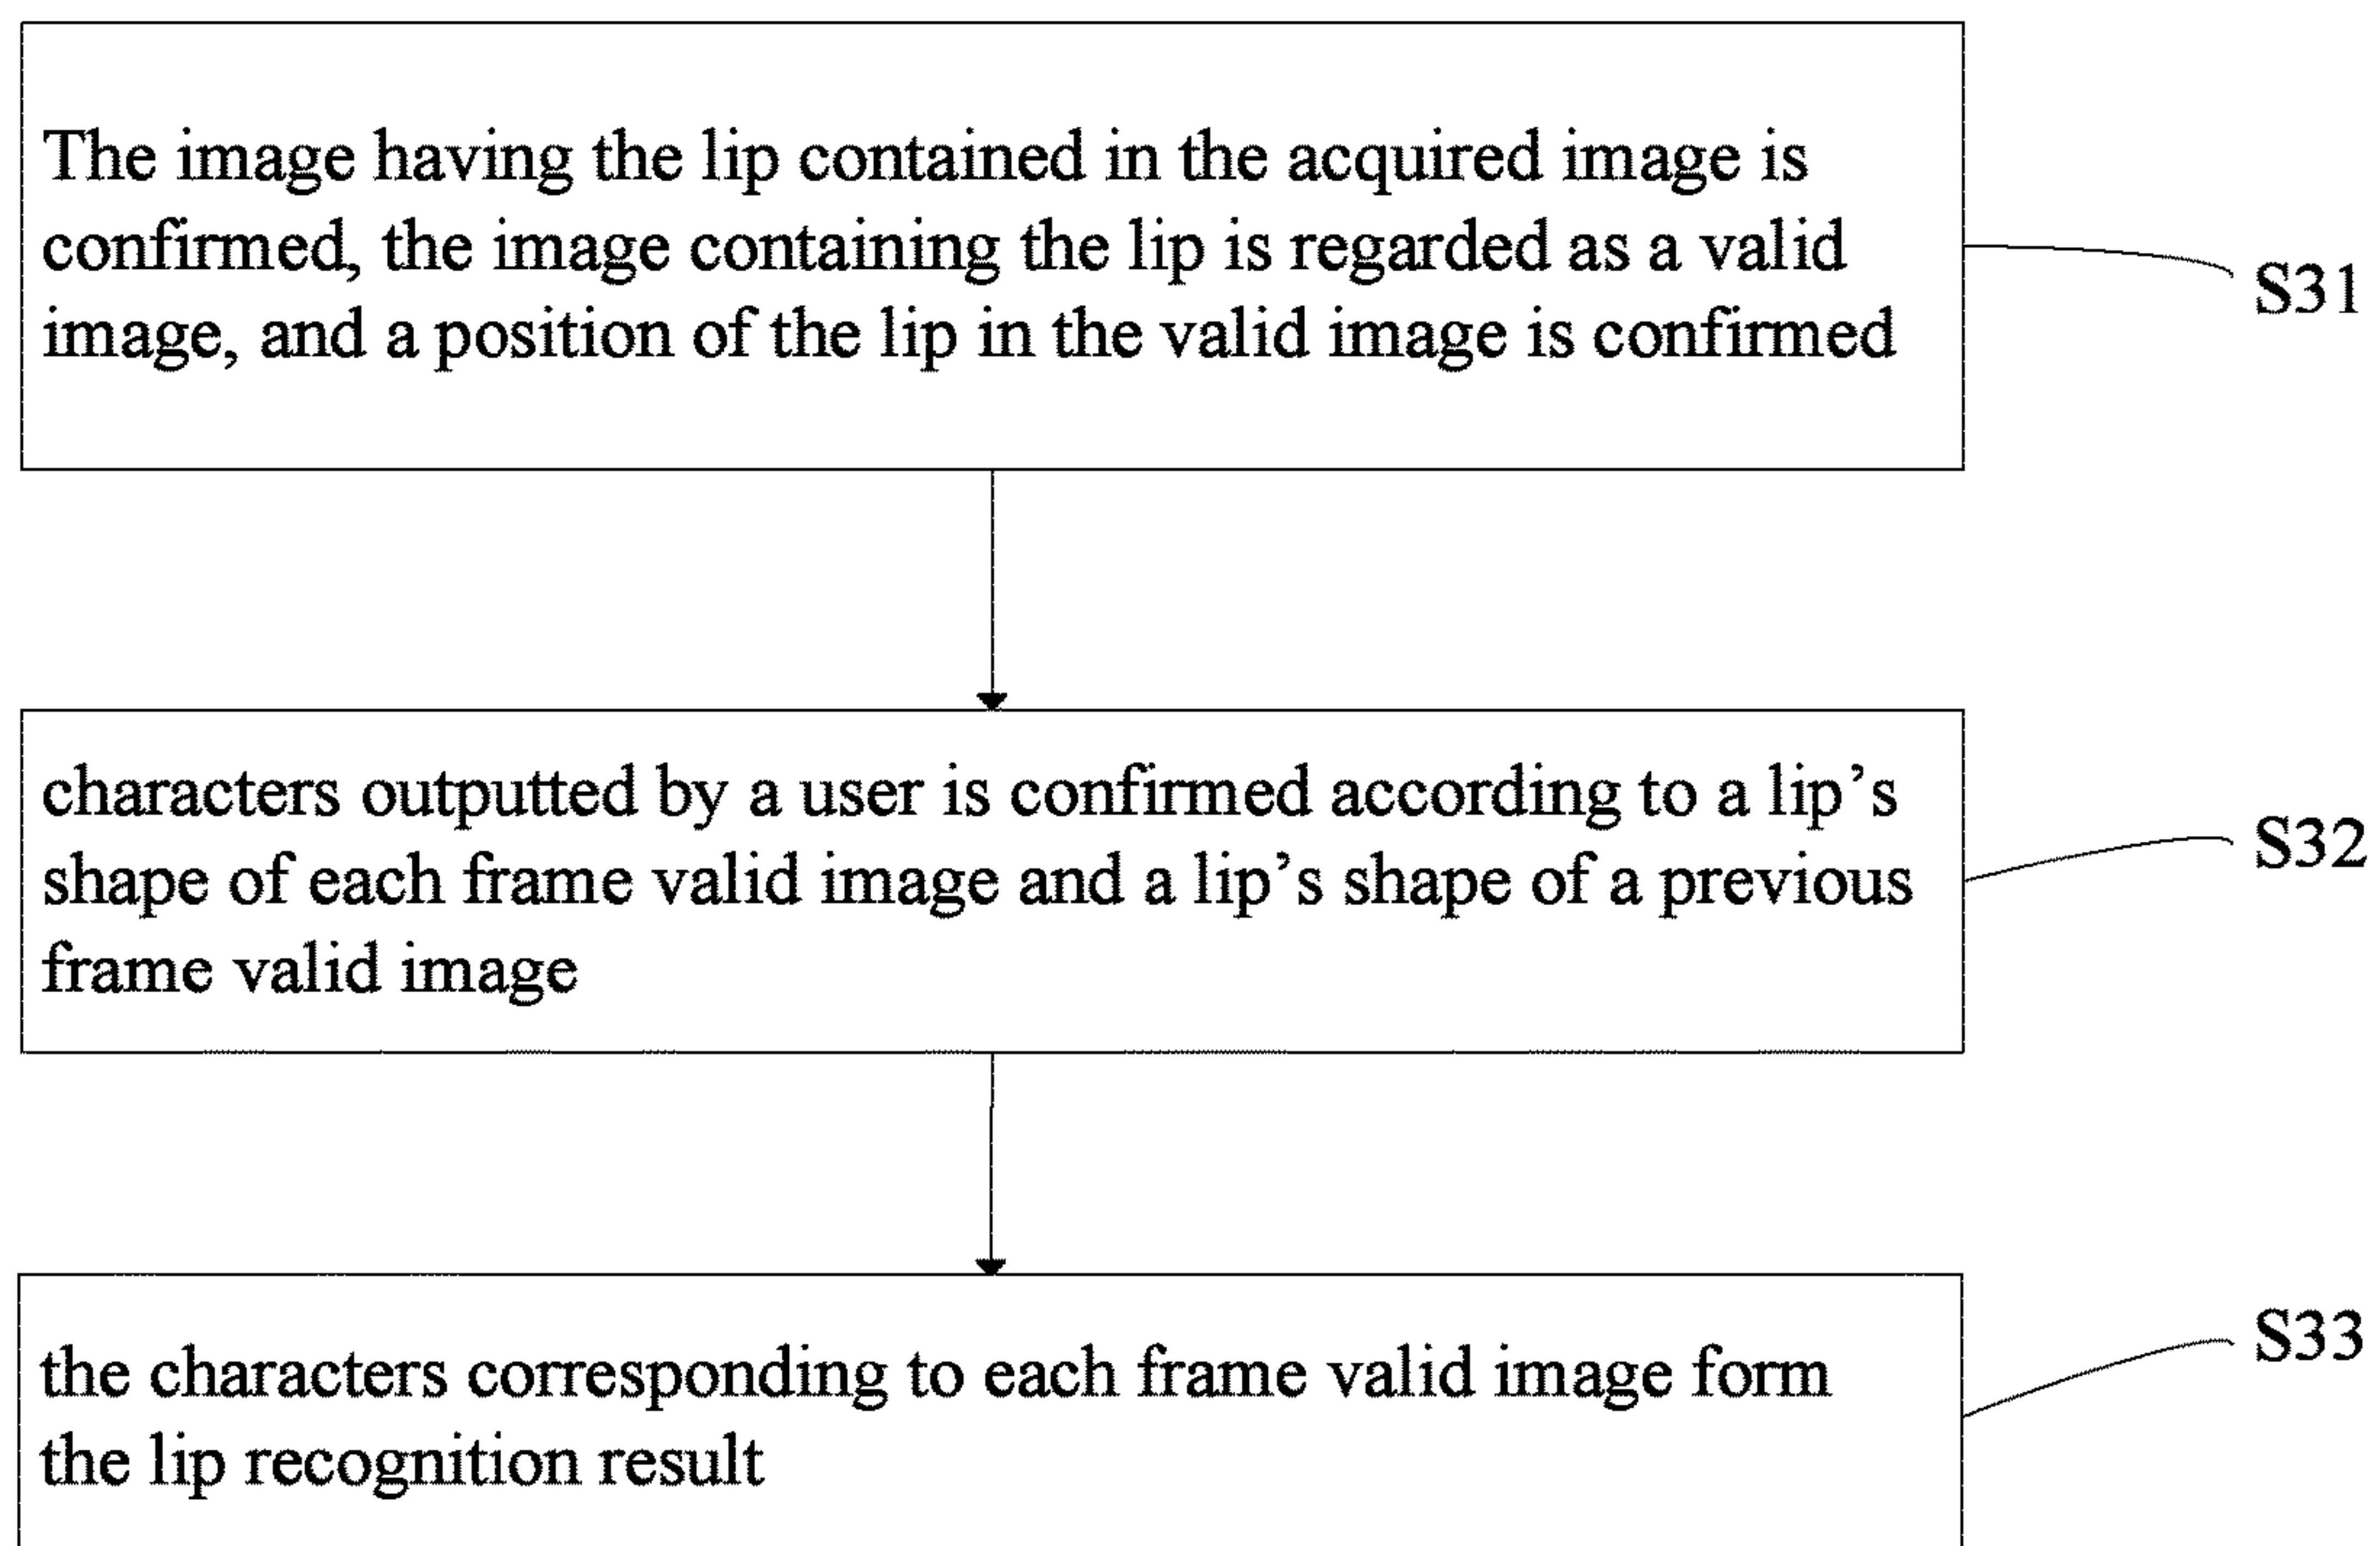 The image having the lip contained in the acquired image is
confirmed, the image containing the lip is regarded as a valid
image, and a position of the lip in the valid image is confirmed
S31
characters outputted by a user is confirmed according to a lip’s
shape of each frame valid image and a lip’s shape of a previous
frame valid image
S32
the characters corresponding to each frame valid image form
the lip recognition result
S33